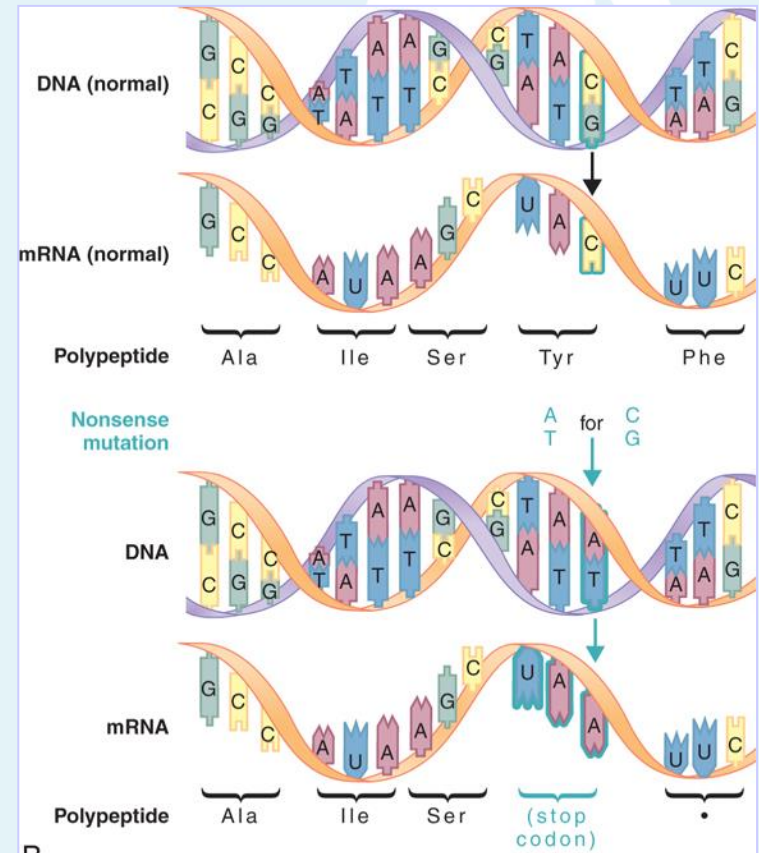 G C C A T A A G C T A C T T C
DNA (normal)
C G G T A T T C G A T G A A G
mRNA (normal)
G C C A U A A G C U A C U U C
Polypeptide Ala Ile Ser Tyr Phe
Nonsense
mutation
A for C
T G
G C C A T A A G C T A A T T C
DNA
C G G T A T T C G A T T A A G
mRNA
G C C A U A A G C U A A U U C
Polypeptide Ala Ile Ser (stop
codon) •